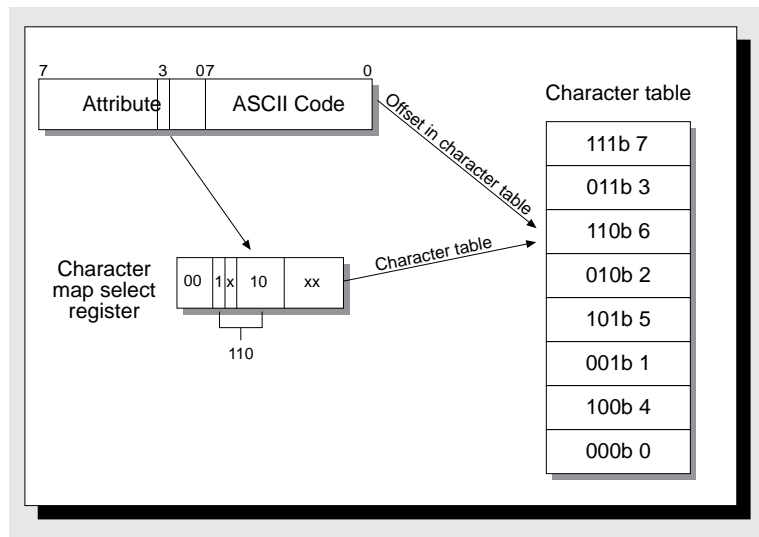 7 3 07 0
Attribute ASCII Code
Offset in character table
Character table
Character table
111b 7
011b 3
110b 6
010b 2
101b 5
001b 1
100b 4
000b 0
Character
map select
register
00 1 x 10 xx
110